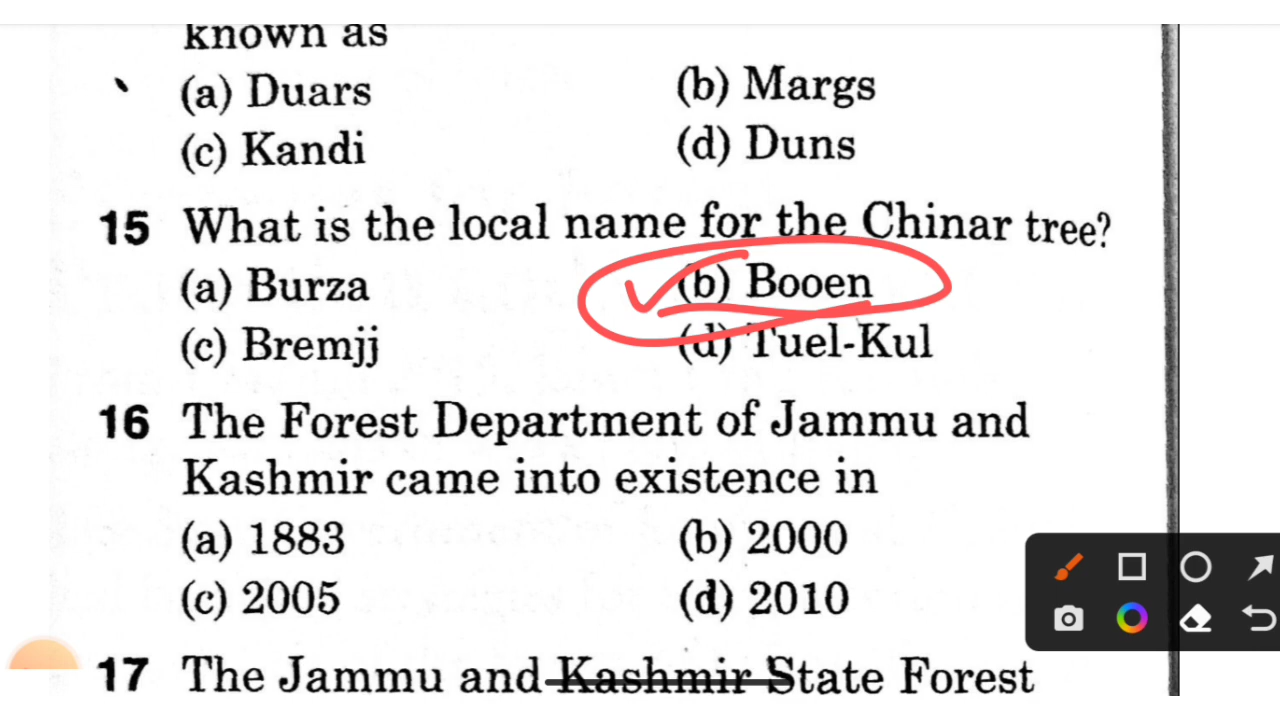 known as
(a) Duars (b) Margs
(c) Kandi (d) Duns
15 What is the local name for the Chinar tree?
(a) Burza (b) Booen
(c) Bremjj (d) Tuel-Kul
16 The Forest Department of Jammu and
Kashmir came into existence in
(a) 1883 (b) 2000
(c) 2005 (d) 2010
17 The Jammu and Kashmir State Forest